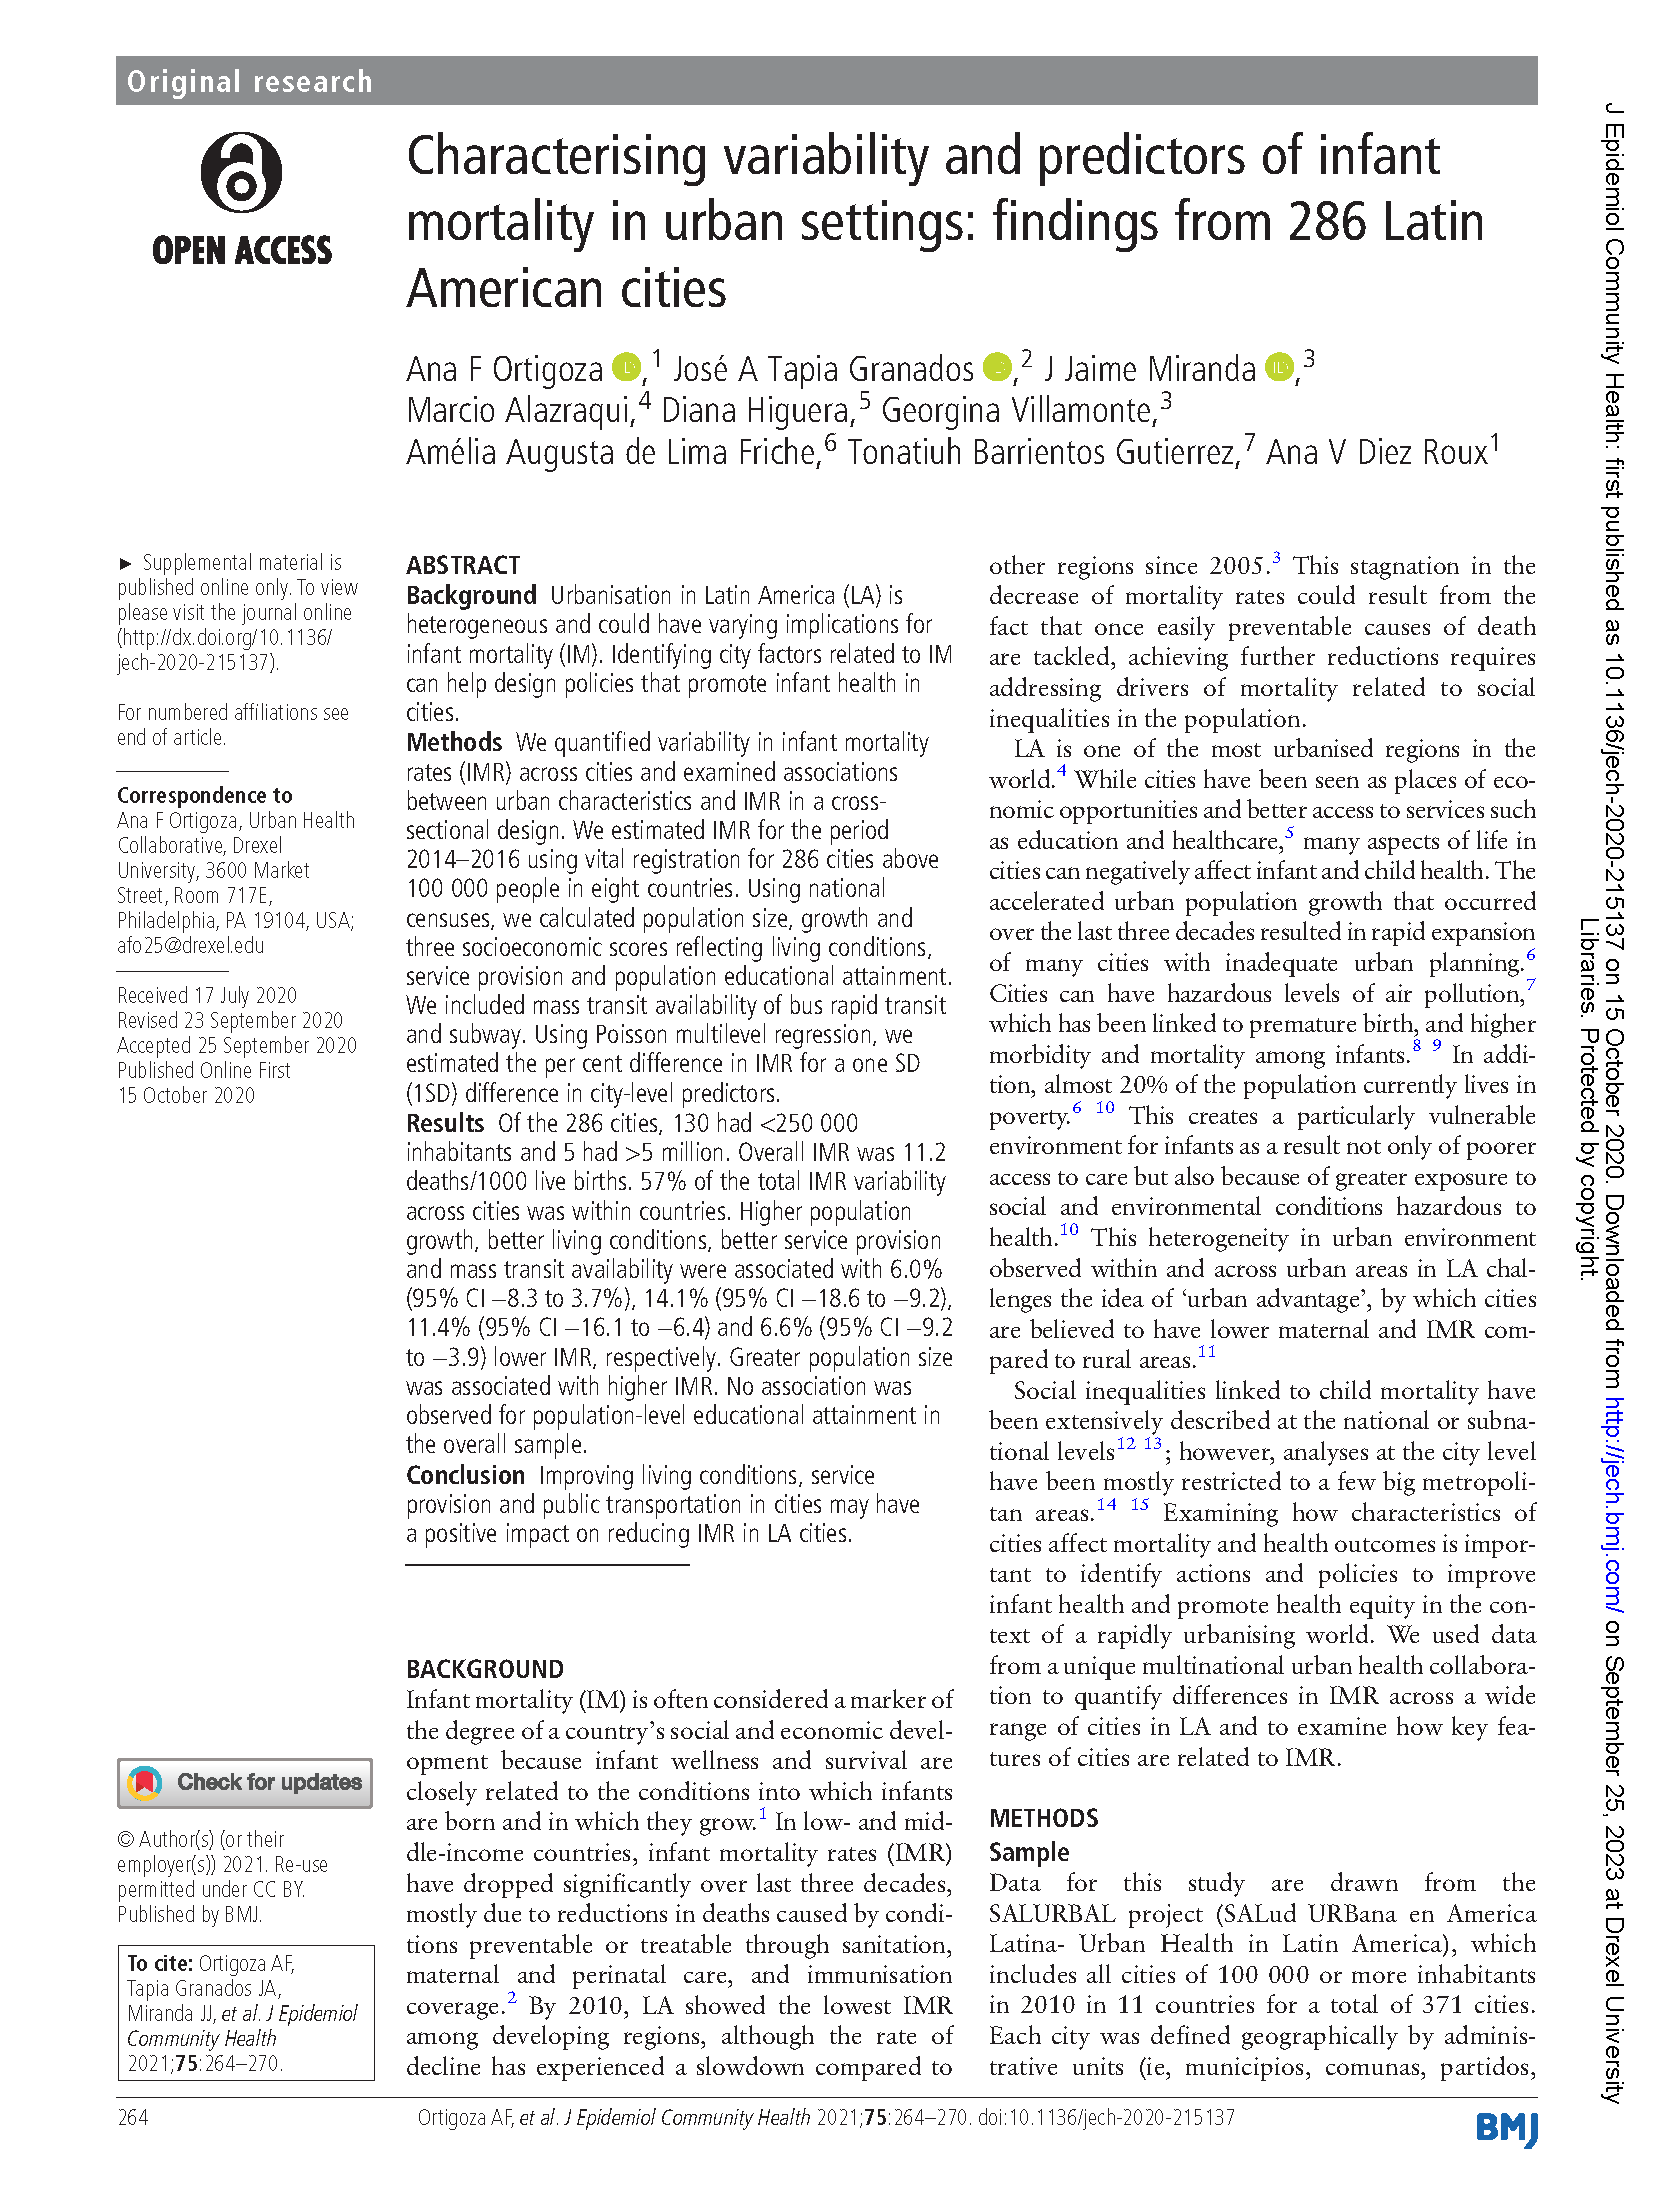 Original research
OPEN ACCESS
Characterising variability and predictors of infant
mortality in urban settings: findings from 286 Latin
American cities
Ana F Ortigoza iD ,1 José A Tapia Granados iD ,2 J Jaime Miranda iD ,3
Marcio Alazraqui,4 Diana Higuera,5 Georgina Villamonte,3
Amélia Augusta de Lima Friche,6 Tonatiuh Barrientos Gutierrez,7 Ana V Diez Roux1
► Supplemental material is
published online only. To view
please visit the journal online
(http://dx.doi.org/10.1136/
jech-2020-215137).
For numbered affiliations see
end of article.
Correspondence to
Ana F Ortigoza, Urban Health
Collaborative, Drexel
University, 3600 Market
Street, Room 717E,
Philadelphia, PA 19104, USA;
afo25@drexel.edu
Received 17 July 2020
Revised 23 September 2020
Accepted 25 September 2020
Published Online First
15 October 2020
Check for updates
© Author(s) (or their
employer(s)) 2021. Re-use
permitted under CC BY.
Published by BMJ.
To cite: Ortigoza AF,
Tapia Granados JA,
Miranda JJ, et al. J Epidemiol
Community Health
2021;75:264–270.
ABSTRACT
Background Urbanisation in Latin America (LA) is
heterogeneous and could have varying implications for
infant mortality (IM). Identifying city factors related to IM
can help design policies that promote infant health in
cities.
Methods We quantified variability in infant mortality
rates (IMR) across cities and examined associations
between urban characteristics and IMR in a cross-
sectional design. We estimated IMR for the period
2014–2016 using vital registration for 286 cities above
100 000 people in eight countries. Using national
censuses, we calculated population size, growth and
three socioeconomic scores reflecting living conditions,
service provision and population educational attainment.
We included mass transit availability of bus rapid transit
and subway. Using Poisson multilevel regression, we
estimated the per cent difference in IMR for a one SD
(1SD) difference in city-level predictors.
Results Of the 286 cities, 130 had <250 000
inhabitants and 5 had >5 million. Overall IMR was 11.2
deaths/1000 live births. 57% of the total IMR variability
across cities was within countries. Higher population
growth, better living conditions, better service provision
and mass transit availability were associated with 6.0%
(95% CI −8.3 to 3.7%), 14.1% (95% CI −18.6 to −9.2),
11.4% (95% CI −16.1 to −6.4) and 6.6% (95% CI −9.2
to −3.9) lower IMR, respectively. Greater population size
was associated with higher IMR. No association was
observed for population-level educational attainment in
the overall sample.
Conclusion Improving living conditions, service
provision and public transportation in cities may have
a positive impact on reducing IMR in LA cities.
BACKGROUND
Infant mortality (IM) is often considered a marker of
the degree of a country’s social and economic devel-
opment because infant wellness and survival are
closely related to the conditions into which infants
are born and in which they grow.1 In low- and mid-
dle-income countries, infant mortality rates (IMR)
have dropped significantly over last three decades,
mostly due to reductions in deaths caused by condi-
tions preventable or treatable through sanitation,
maternal and perinatal care, and immunisation
coverage.2 By 2010, LA showed the lowest IMR
among developing regions, although the rate of
decline has experienced a slowdown compared to
other regions since 2005.3 This stagnation in the
decrease of mortality rates could result from the
fact that once easily preventable causes of death
are tackled, achieving further reductions requires
addressing drivers of mortality related to social
inequalities in the population.
LA is one of the most urbanised regions in the
world.4 While cities have been seen as places of eco-
nomic opportunities and better access to services such
as education and healthcare,5 many aspects of life in
cities can negatively affect infant and child health. The
accelerated urban population growth that occurred
over the last three decades resulted in rapid expansion
of many cities with inadequate urban planning.6
Cities can have hazardous levels of air pollution,7
which has been linked to premature birth, and higher
morbidity and mortality among infants.8 9 In addi-
tion, almost 20% of the population currently lives in
poverty.6 10 This creates a particularly vulnerable
environment for infants as a result not only of poorer
access to care but also because of greater exposure to
social and environmental conditions hazardous to
health.10 This heterogeneity in urban environment
observed within and across urban areas in LA chal-
lenges the idea of ‘urban advantage’, by which cities
are believed to have lower maternal and IMR com-
pared to rural areas.11
Social inequalities linked to child mortality have
been extensively described at the national or subna-
tional levels12 13; however, analyses at the city level
have been mostly restricted to a few big metropoli-
tan areas.14 15 Examining how characteristics of
cities affect mortality and health outcomes is impor-
tant to identify actions and policies to improve
infant health and promote health equity in the con-
text of a rapidly urbanising world. We used data
from a unique multinational urban health collabora-
tion to quantify differences in IMR across a wide
range of cities in LA and to examine how key fea-
tures of cities are related to IMR.
METHODS
Sample
Data for this study are drawn from the
SALURBAL project (SALud URBana en America
Latina- Urban Health in Latin America), which
includes all cities of 100 000 or more inhabitants
in 2010 in 11 countries for a total of 371 cities.
Each city was defined geographically by adminis-
trative units (ie, municipios, comunas, partidos,
264
Ortigoza AF, et al. J Epidemiol Community Health 2021;75:264–270. doi:10.1136/jech-2020-215137
BMJ
J Epidemiol Community Health: first published as 10.1136/jech-2020-215137 on 15 October 2020. Downloaded from http://jech.bmj.com/ on September 25, 2023 at Drexel University
Libraries. Protected by copyright.